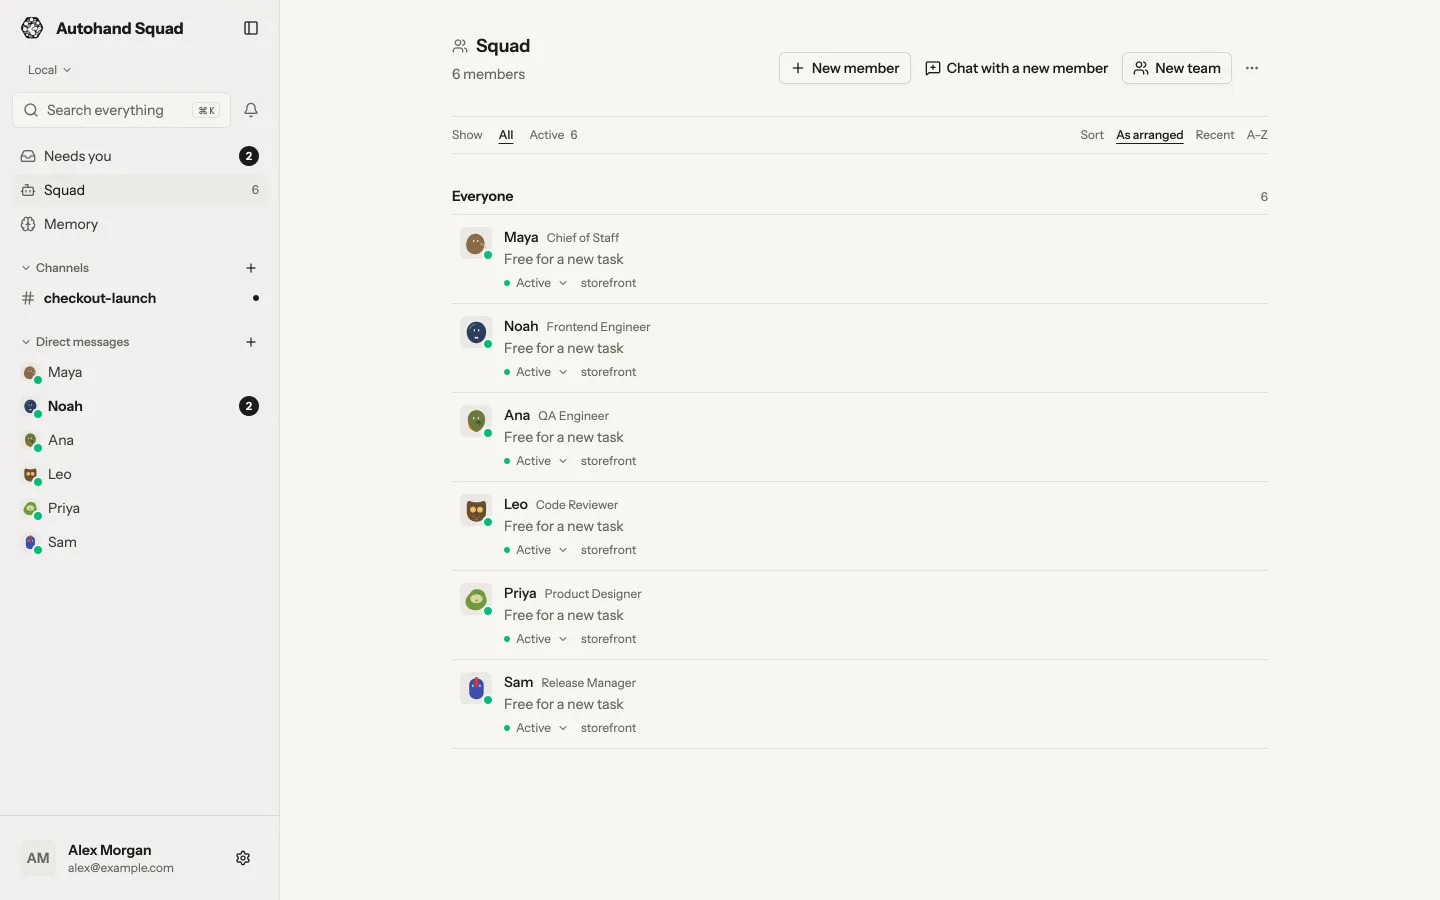 Autohand Squad
Local
Search everything
⌘K
Needs you
2
Squad
6
Memory
Channels
checkout-launch
Direct messages
Maya
Noah
2
Ana
Leo
Priya
Sam
AM
Alex Morgan
alex@example.com
Squad
6 members
New member
Chat with a new member
New team
Show All Active 6
Sort As arranged Recent A–Z
Everyone
6
Maya Chief of Staff
Free for a new task
Active storefront
Noah Frontend Engineer
Free for a new task
Active storefront
Ana QA Engineer
Free for a new task
Active storefront
Leo Code Reviewer
Free for a new task
Active storefront
Priya Product Designer
Free for a new task
Active storefront
Sam Release Manager
Free for a new task
Active storefront